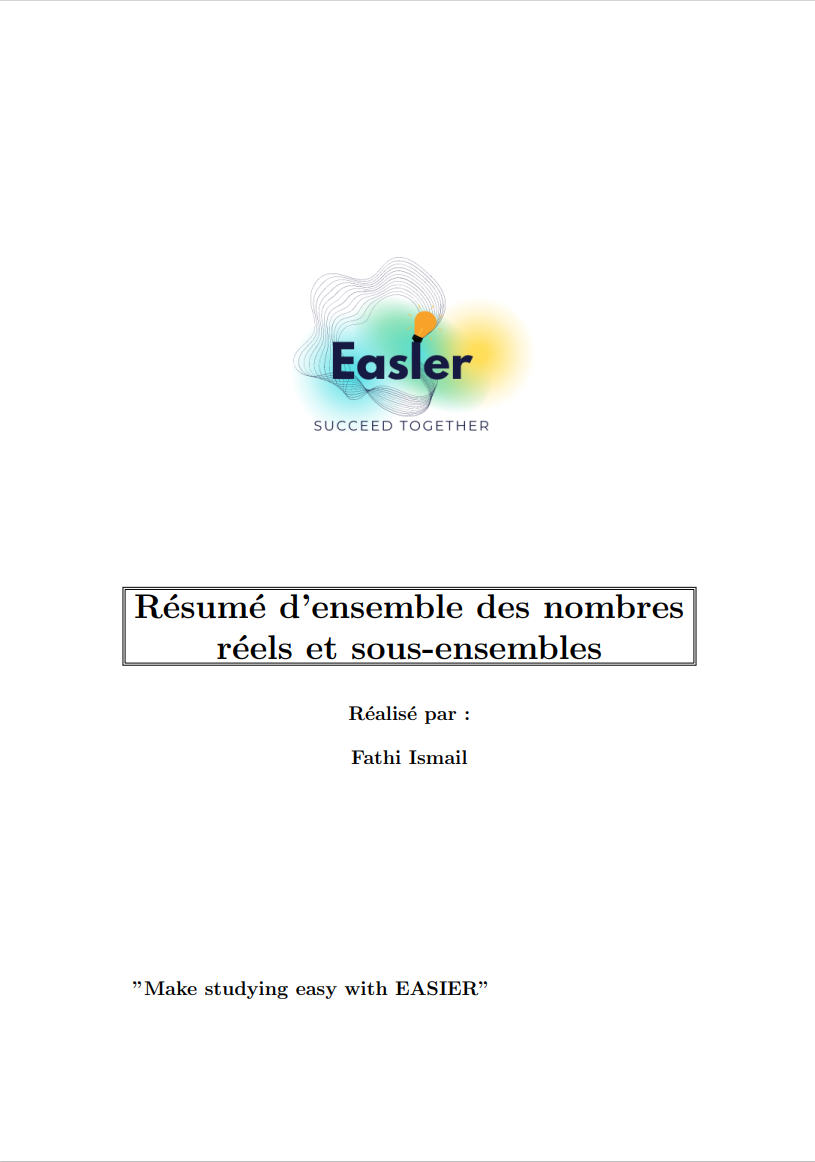 Easier
SUCCEED TOGETHER
Résumé d'ensemble des nombres
réels et sous-ensembles
Réalisé par :
Fathi Ismail
"Make studying easy with EASIER"